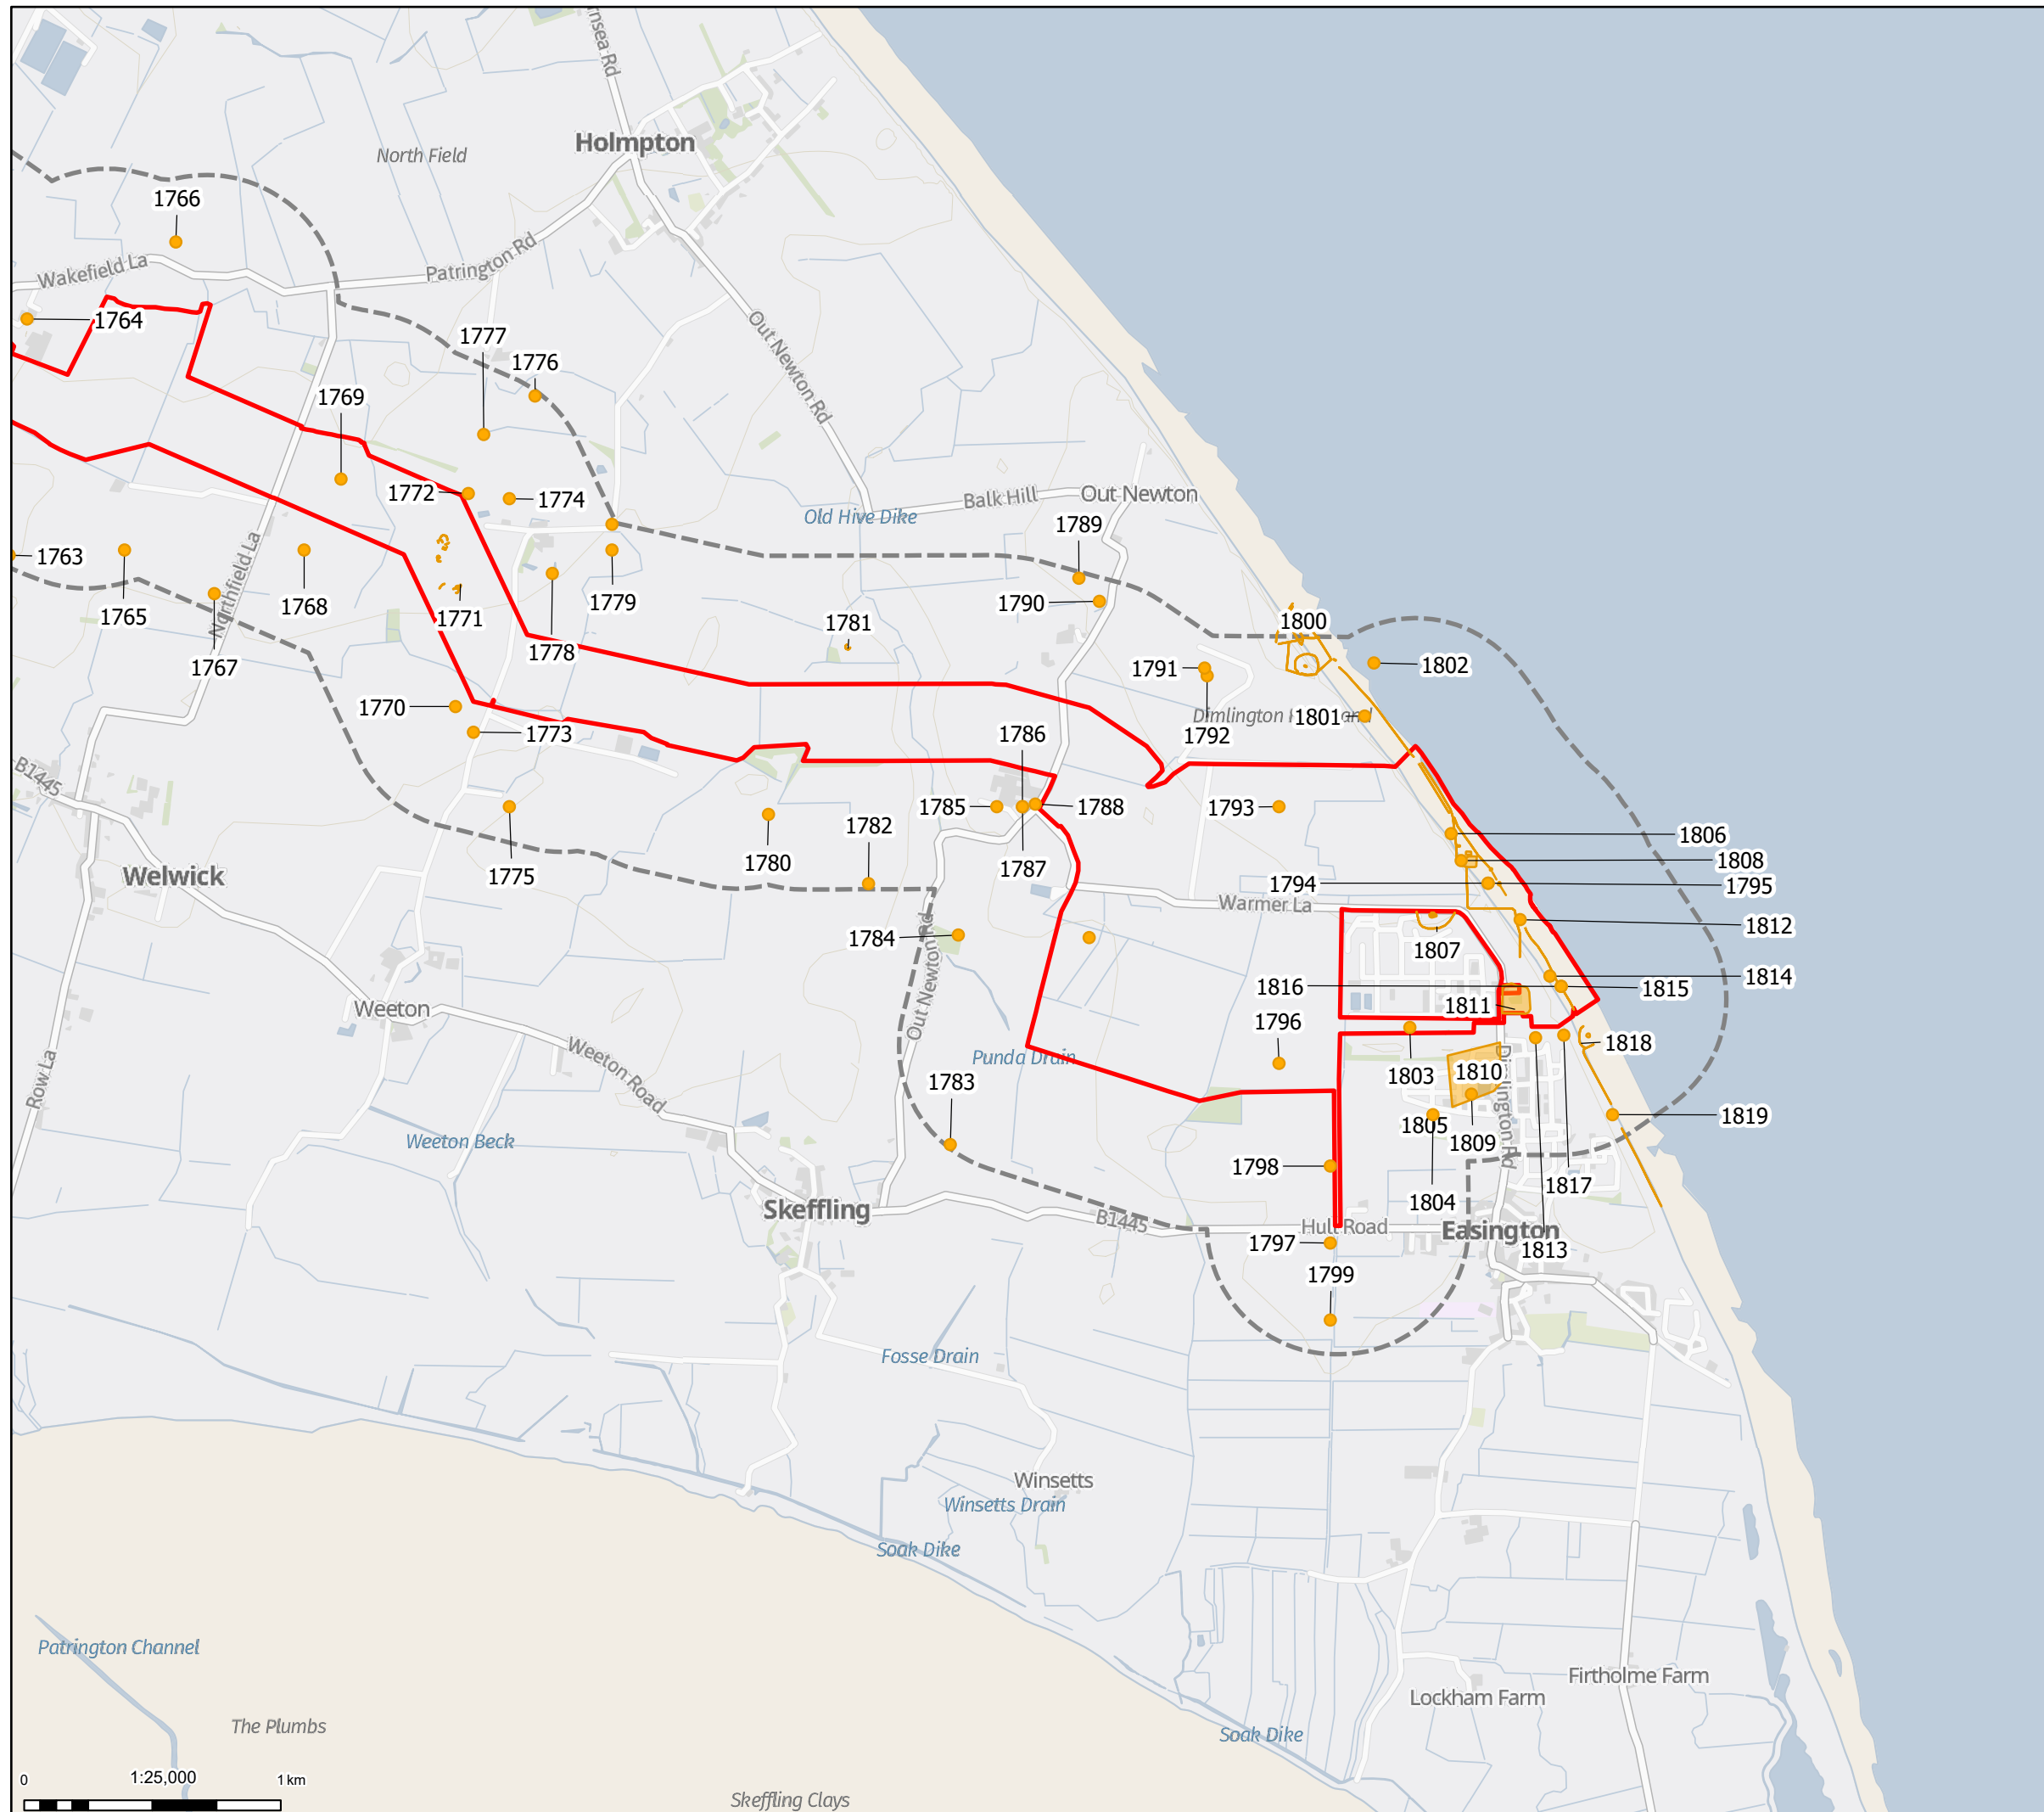 nsea Rd
Holmpton
North Field
1766
Wakefield La
Patrington Rd
1764
1777
Out Newton Rd
1776
1769
1772
1774
Balk Hill
Out Newton
Old Hive Dike
1789
1763
1765
Northfield La
1768
1779
1790
1771
1781
1800
1778
1767
1791
1802
1770
Dimlington
1801
1773
1786
1792
B1445
1785
1788
1793
1782
1806
1780
1787
1808
Welwick
1775
1794
1795
Warmer La
1784
1812
Out Newton Rd
1807
1814
1816
1815
Weeton
1811
1796
Weeton Road
Punda Drain
1818
Row La
1783
1803
1810
Dimlington Rd
1819
Weeton Beck
1805
1809
1798
1817
1804
Skeffling
B1445
Hull Road
Easington
1797
1813
1799
Fosse Drain
Winsetts
Winsetts Drain
Soak Dike
Patrington Channel
Firtholme Farm
Lockham Farm
The Plumbs
Soak Dike
0
1:25,000
1 km
Skeffling Clays